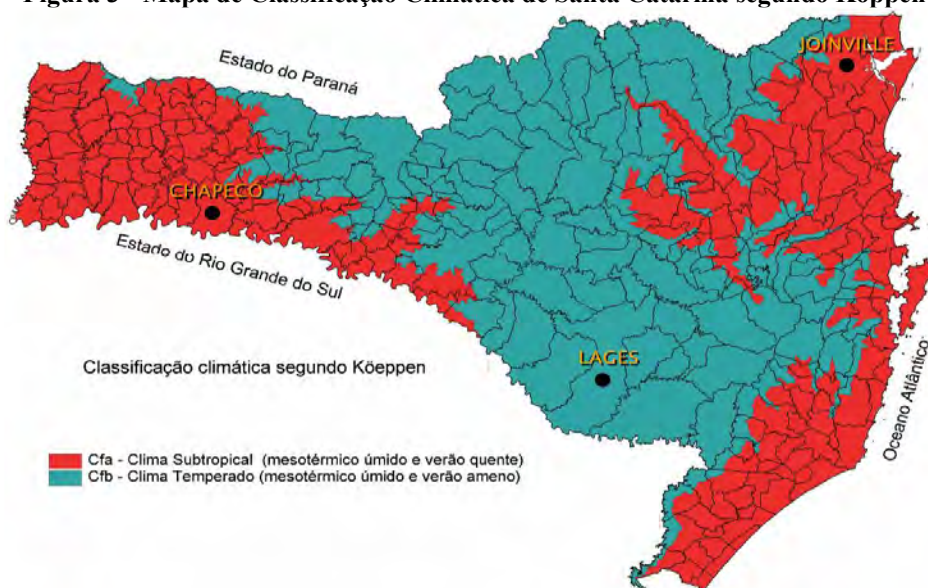 Figura 3 - Mapa de Classificação Climática de Santa Catarina segundo Köppen
JOINVILLE
Estado do Paraná
CHAPECÓ
Estado do Rio Grande do Sul
LAGES
Oceano Atlântico
Classificação climática segundo Köeppen
Cfa - Clima Subtropical (mesotérmico úmido e verão quente)
Cfb - Clima Temperado (mesotérmico úmido e verão ameno)